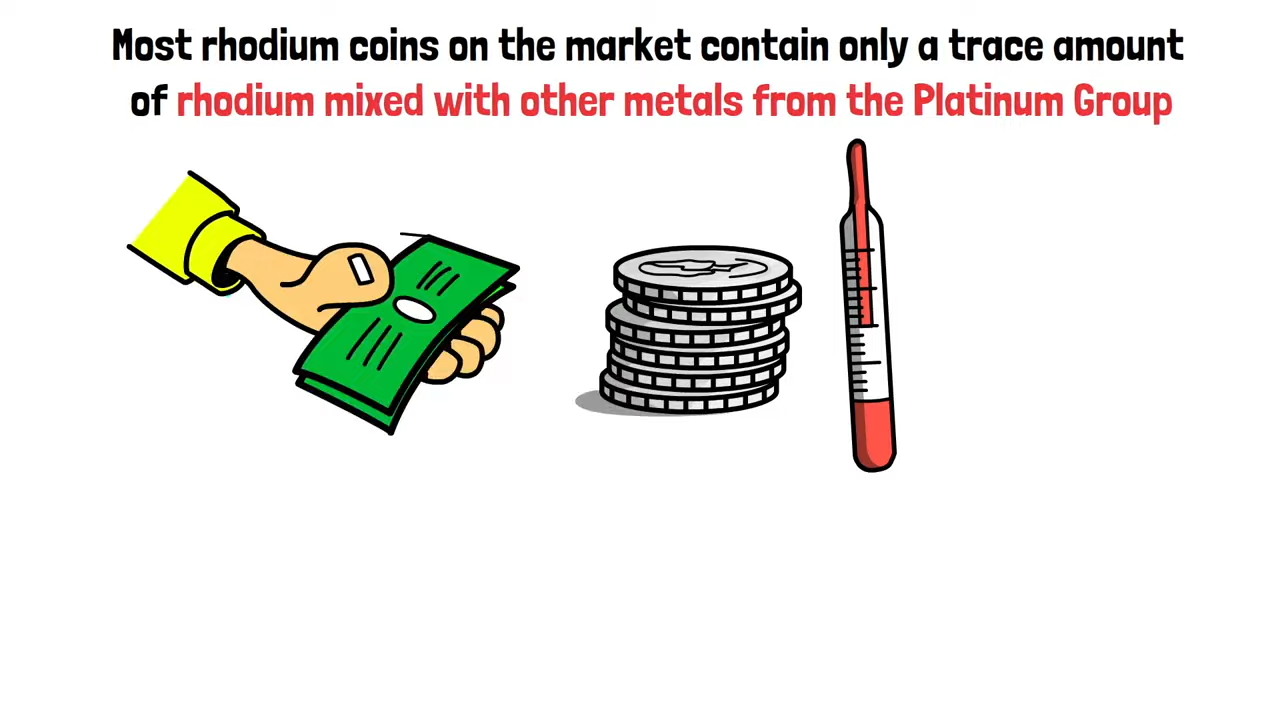 Most rhodium coins on the market contain only a trace amount
of rhodium mixed with other metals from the Platinum Group